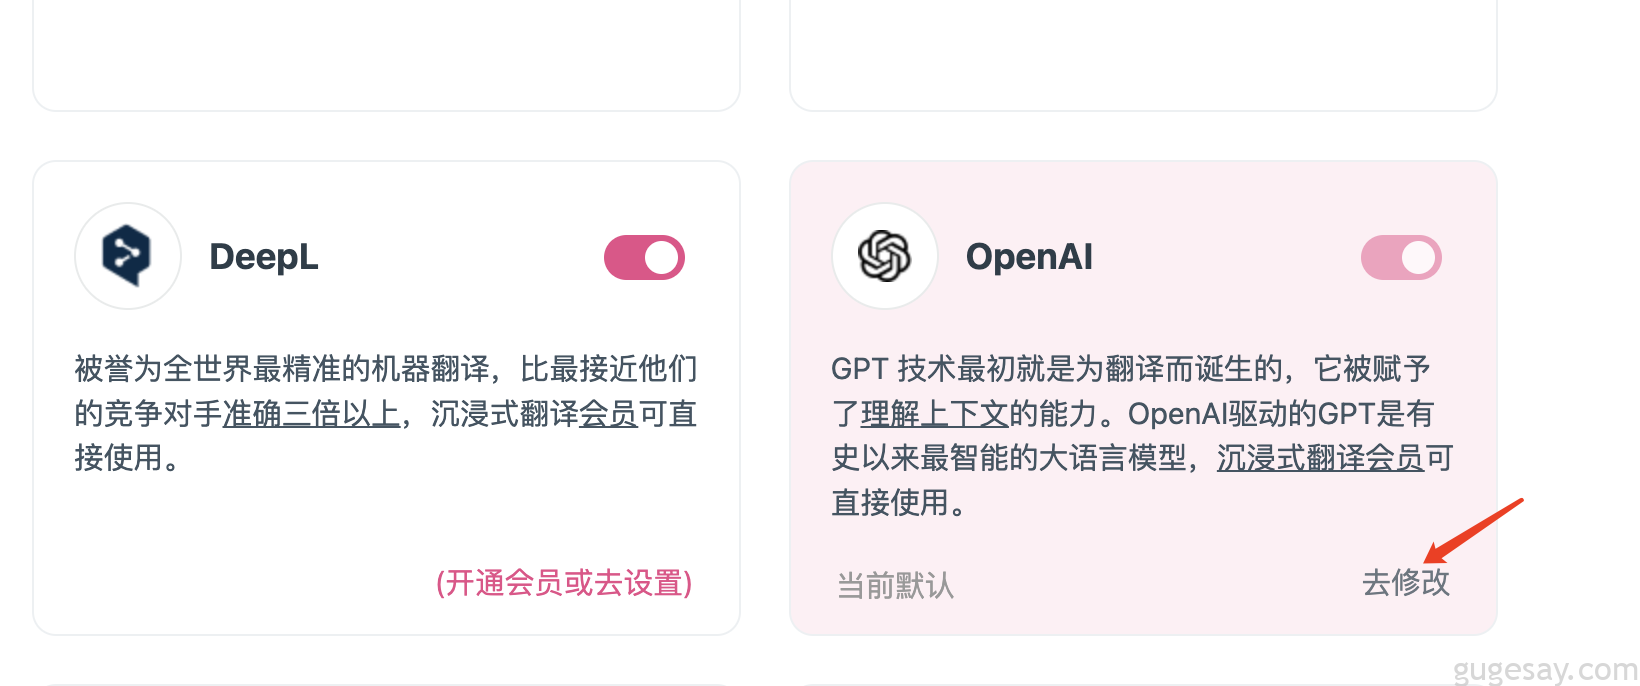 DeepL
被誉为全世界最精准的机器翻译，比最接近他们
的竞争对手准确三倍以上，沉浸式翻译会员可直
接使用。
(开通会员或去设置)
OpenAI
GPT 技术最初就是为翻译而诞生的，它被赋予
了理解上下文的能力。OpenAI驱动的GPT是有
史以来最智能的大语言模型，沉浸式翻译会员可
直接使用。
当前默认
去修改
gugesay.com